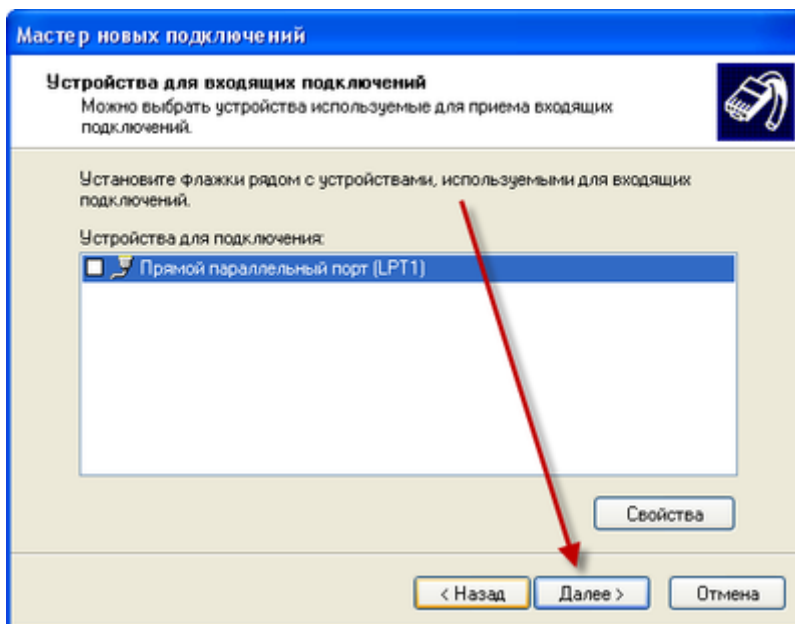 Мастер новых подключений
Устройства для входящих подключений
Можно выбрать устройства используемые для приема входящих
подключений.
Установите флажки рядом с устройствами, используемыми для входящих
подключений.
Устройства для подключения:
Прямой параллельный порт (LPT1)
Свойства
< Назад
Далее >
Отмена